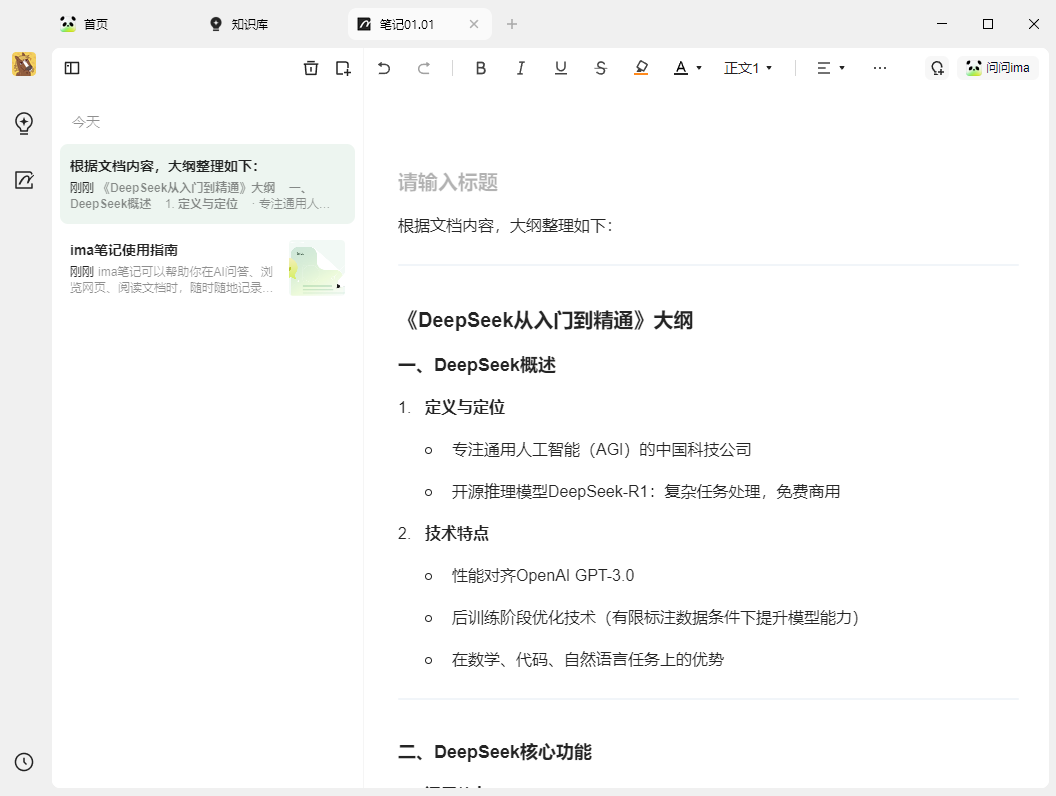 首页
知识库
笔记01.01
B I U S A 正文1
问问ima
今天
根据文档内容，大纲整理如下：
刚刚 《DeepSeek从入门到精通》大纲 一、
DeepSeek概述 1. 定义与定位 · 专注通用人…
ima笔记使用指南
刚刚 ima笔记可以帮助你在AI问答、浏
览网页、阅读文档时，随时随地记录…
请输入标题
根据文档内容，大纲整理如下：
《DeepSeek从入门到精通》大纲
一、DeepSeek概述
1. 定义与定位
专注通用人工智能（AGI）的中国科技公司
开源推理模型DeepSeek-R1：复杂任务处理，免费商用
2. 技术特点
性能对齐OpenAI GPT-3.0
后训练阶段优化技术（有限标注数据条件下提升模型能力）
在数学、代码、自然语言任务上的优势
二、DeepSeek核心功能